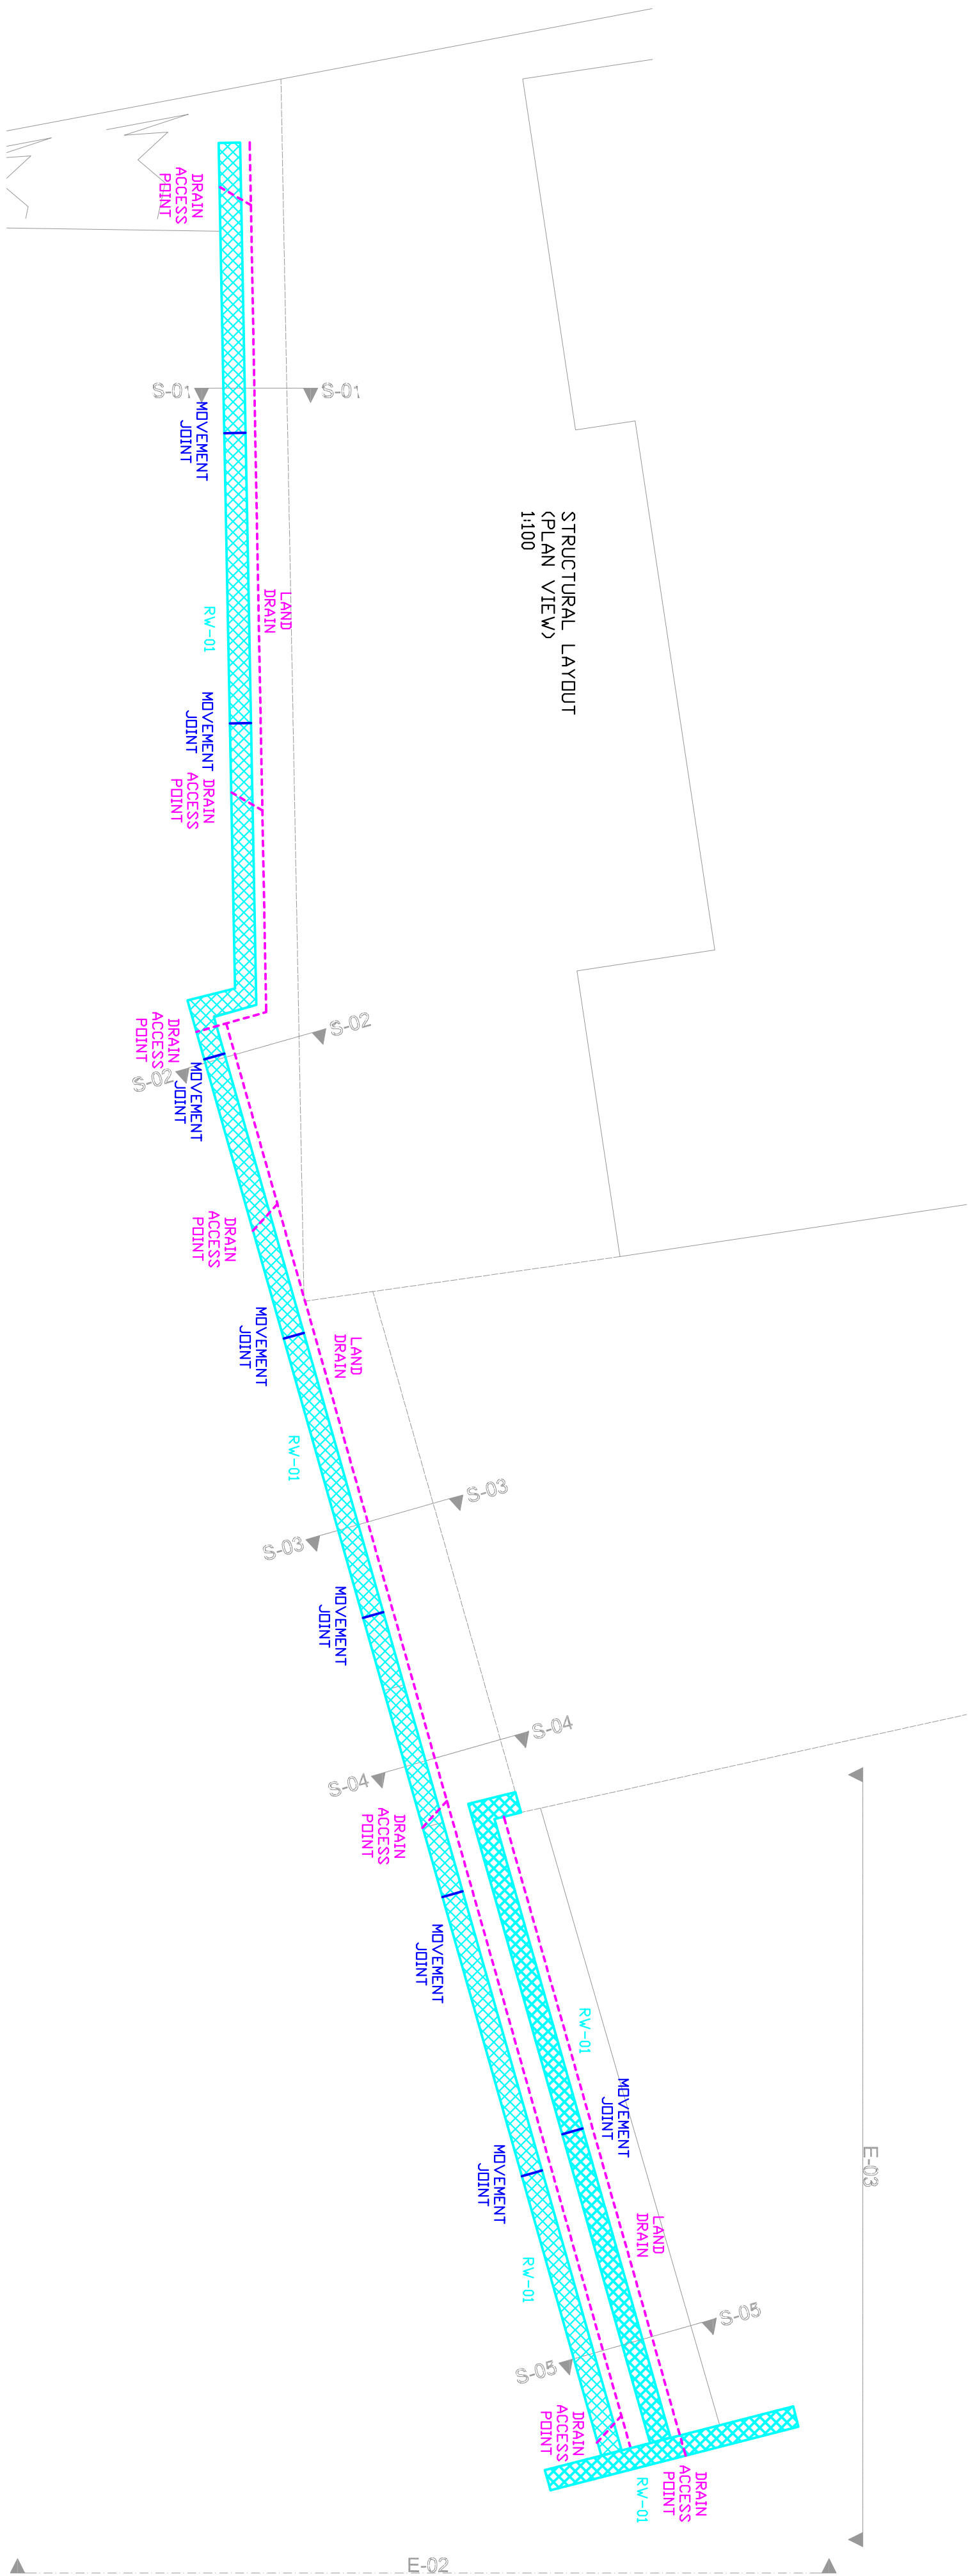 DRAIN
ACCESS
POINT
S-01
S-01
MOVEMENT
JOINT
STRUCTURAL LAYOUT
(PLAN VIEW)
1:100
LAND
DRAIN
RW-01
MOVEMENT
JOINT
DRAIN
ACCESS
POINT
S-02
S-02
DRAIN
ACCESS
POINT
MOVEMENT
JOINT
DRAIN
ACCESS
POINT
MOVEMENT
JOINT
LAND
DRAIN
RW-01
S-03
S-03
MOVEMENT
JOINT
S-04
S-04
DRAIN
ACCESS
POINT
MOVEMENT
JOINT
RW-01
MOVEMENT
JOINT
E-03
MOVEMENT
JOINT
LAND
DRAIN
RW-01
S-05
S-05
DRAIN
ACCESS
POINT
DRAIN
ACCESS
POINT
RW-01
E-02